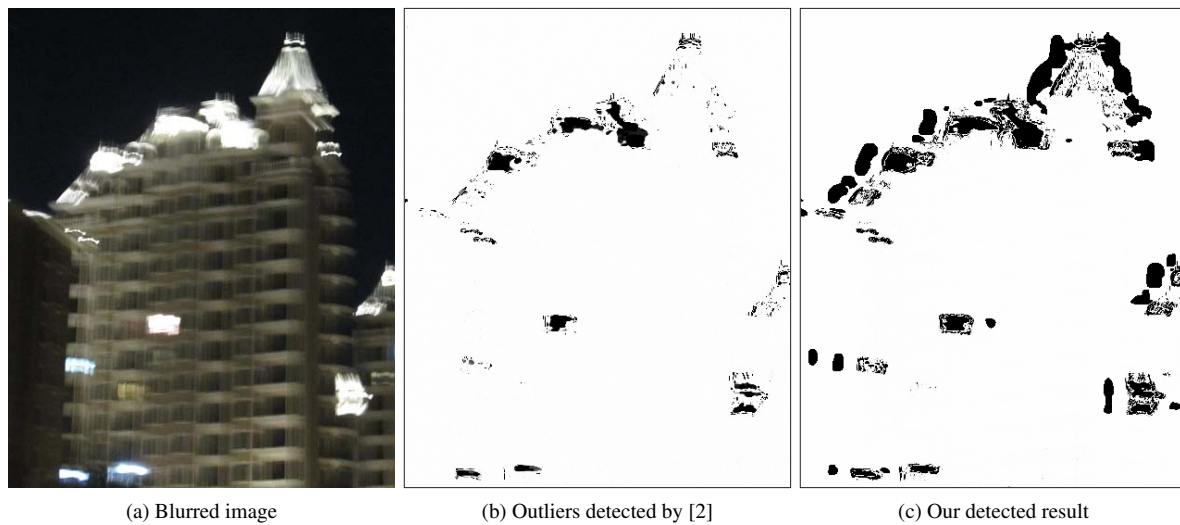 (a) Blurred image
(b) Outliers detected by [2]
(c) Our detected result